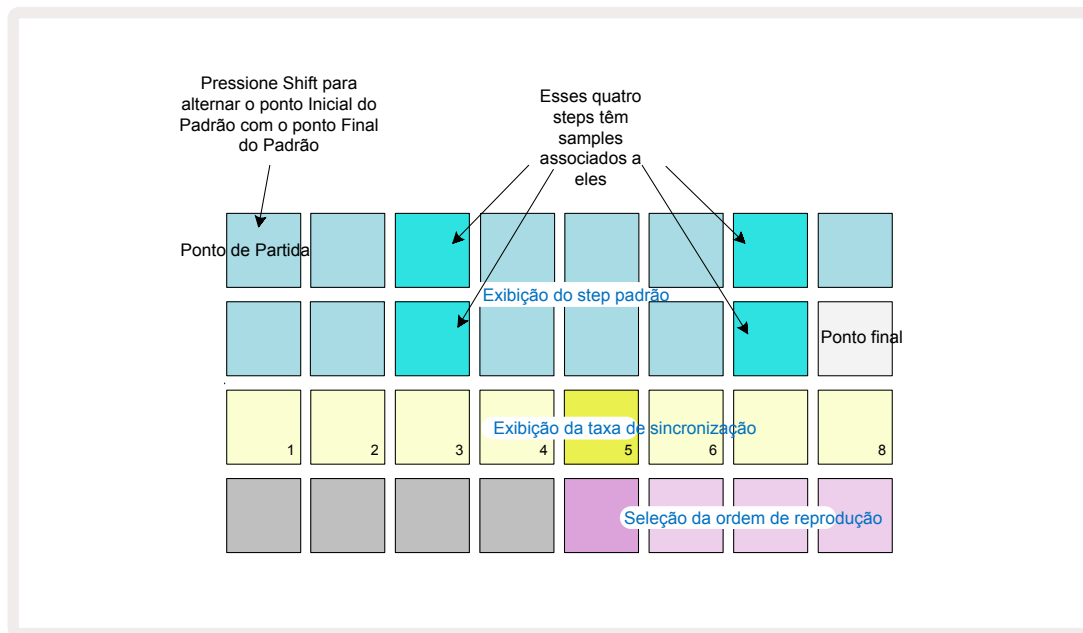 Pressione Shift para
alternar o ponto Inicial do
Padrão com o ponto Final
do Padrão
Esses quatro
steps têm
samples
associados a
eles
Ponto de Partida
Exibição do step padrão
Ponto final
Exibição da taxa de sincronização
1 2 3 4 5 6 8
Seleção da ordem de reprodução